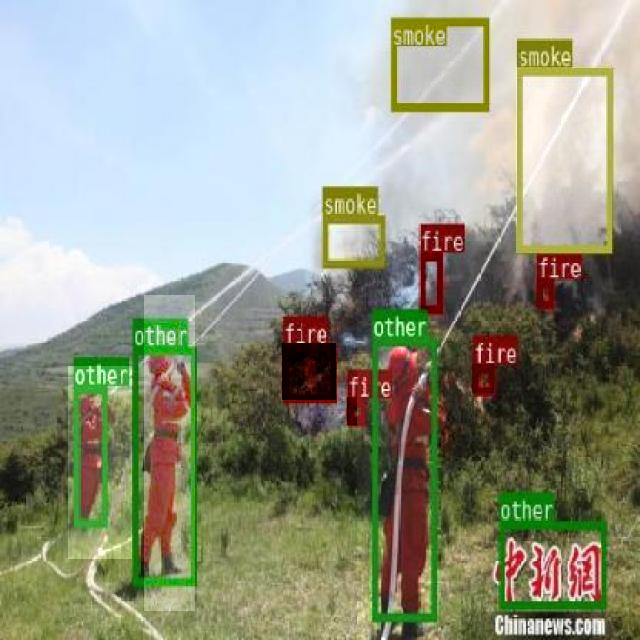 smoke
smoke
smoke
fire
fire
other
other
fire
fire
fire
other
other
中新網
Chinanews.com